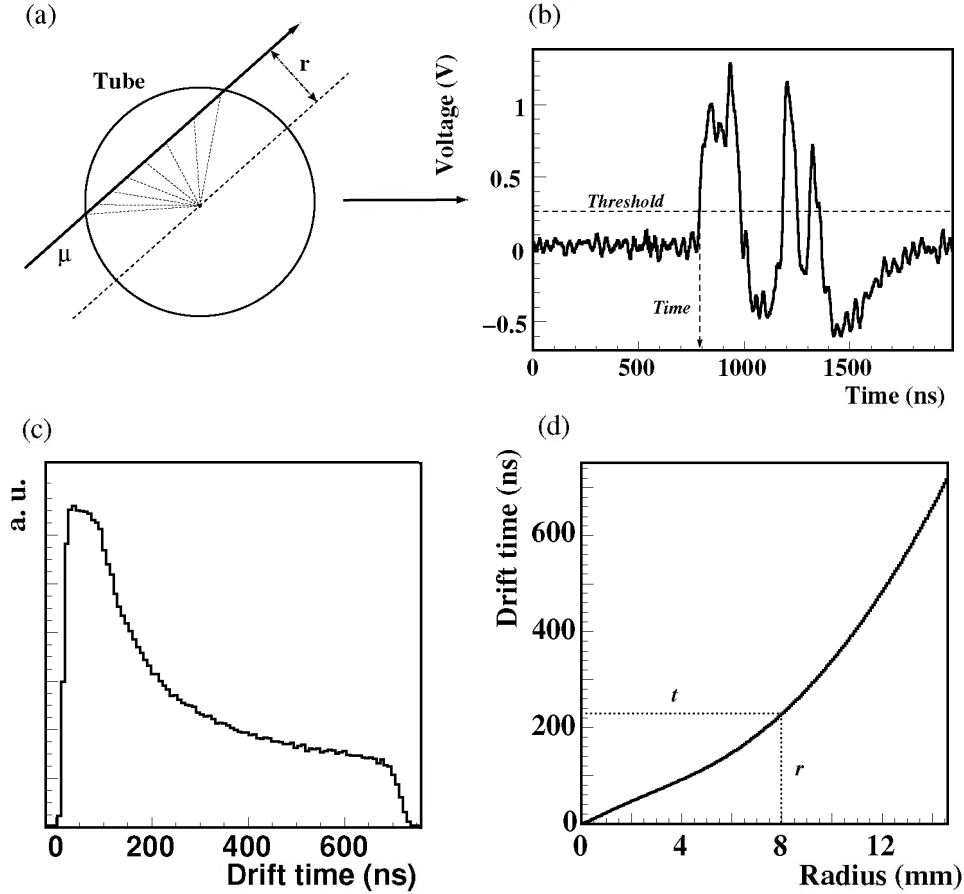 (a)
Tube
r
μ
(b)
Voltage (V)
1
0.5
0
−0.5
Threshold
Time
0
500
1000
1500
Time (ns)
(c)
a. u.
0
200
400
600
Drift time (ns)
(d)
Drift time (ns)
600
400
200
0
t
r
0
4
8
12
Radius (mm)